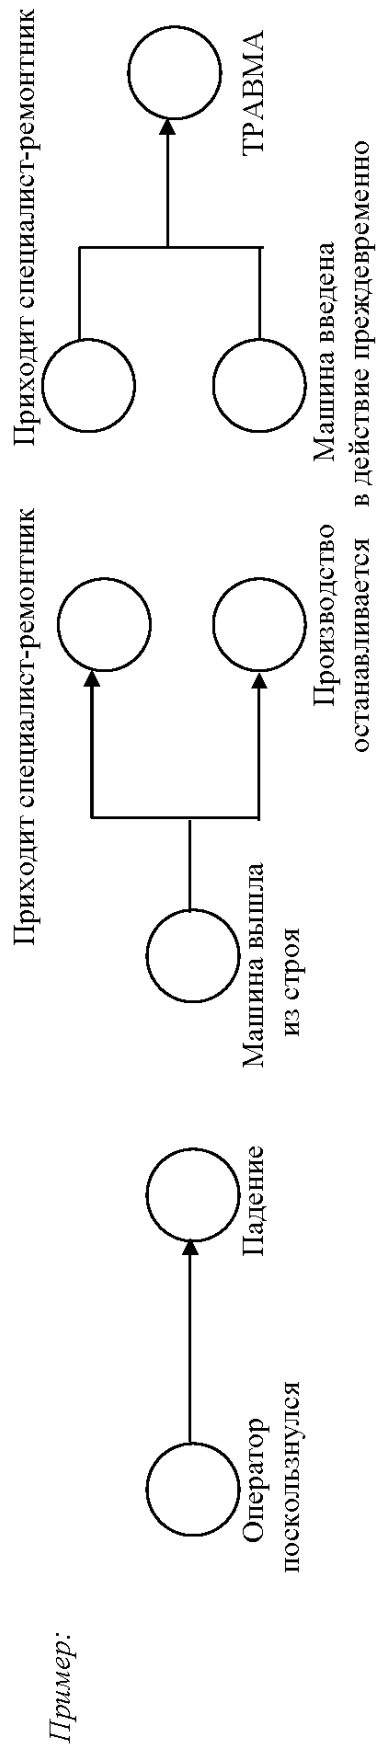 Пример:
Оператор
поскользнулся
Падение
Машина вышла
из строя
Приходит специалист-ремонтник
Производство
останавливается
Приходит специалист-ремонтник
Машина введена
в действие преждевременно
ТРАВМА